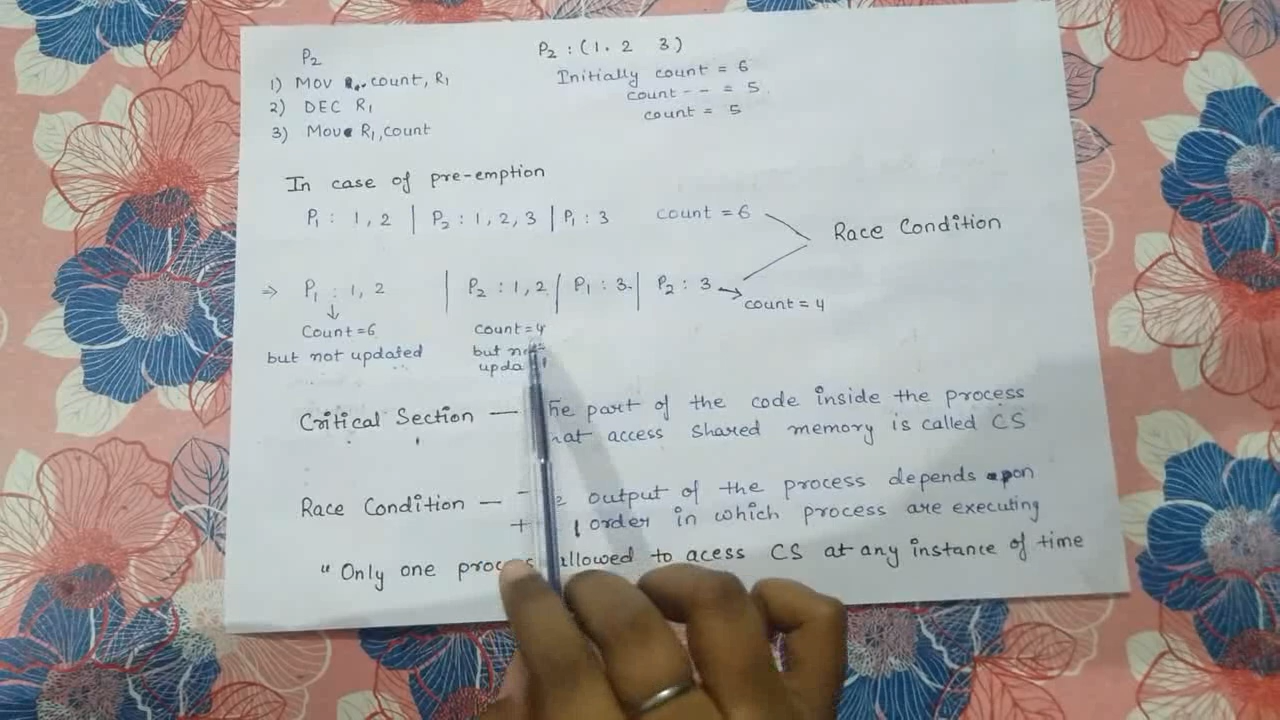 P2
1) MOV count, R1
2) DEC R1
3) Move R1, count
P2 : (1. 2 3)
Initially count = 6
count - - = 5.
count = 5
In case of pre-emption
P1 : 1, 2 | P2 : 1, 2, 3 | P1 : 3 count = 6
Race Condition
⇒ P1 : 1, 2 | P2 : 1, 2 | P1 : 3 | P2 : 3 → count = 4
↓
Count = 6
but not updated
count = 4
but
Critical Section — he part of the code inside the process
access shared memory is called CS
Race Condition — output of the process depends upon
order in which process are executing
" Only one allowed to acess CS at any instance of time